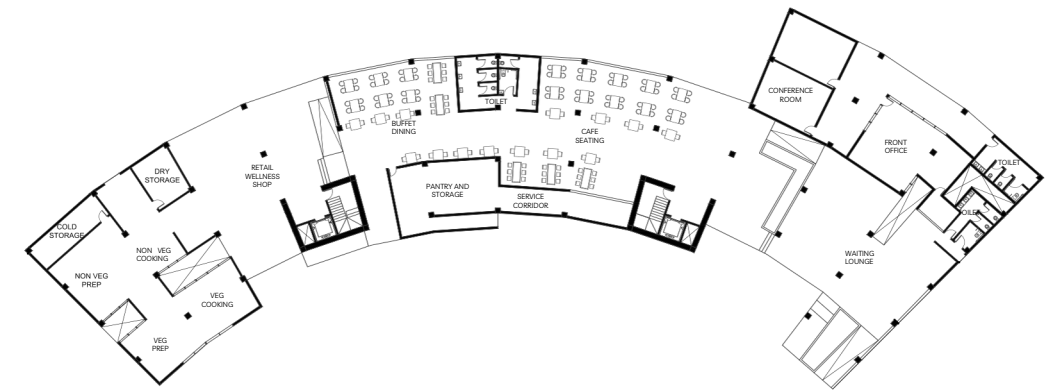 CONFERENCE
ROOM
TOILET
BUFFET
DINING
CAFE
SEATING
FRONT
OFFICE
TOILET
RETAIL
WELLNESS
SHOP
DRY
STORAGE
PANTRY AND
STORAGE
SERVICE
CORRIDOR
TOILET
COLD
STORAGE
NON VEG
COOKING
WAITING
LOUNGE
NON VEG
PREP
VEG
COOKING
VEG
PREP